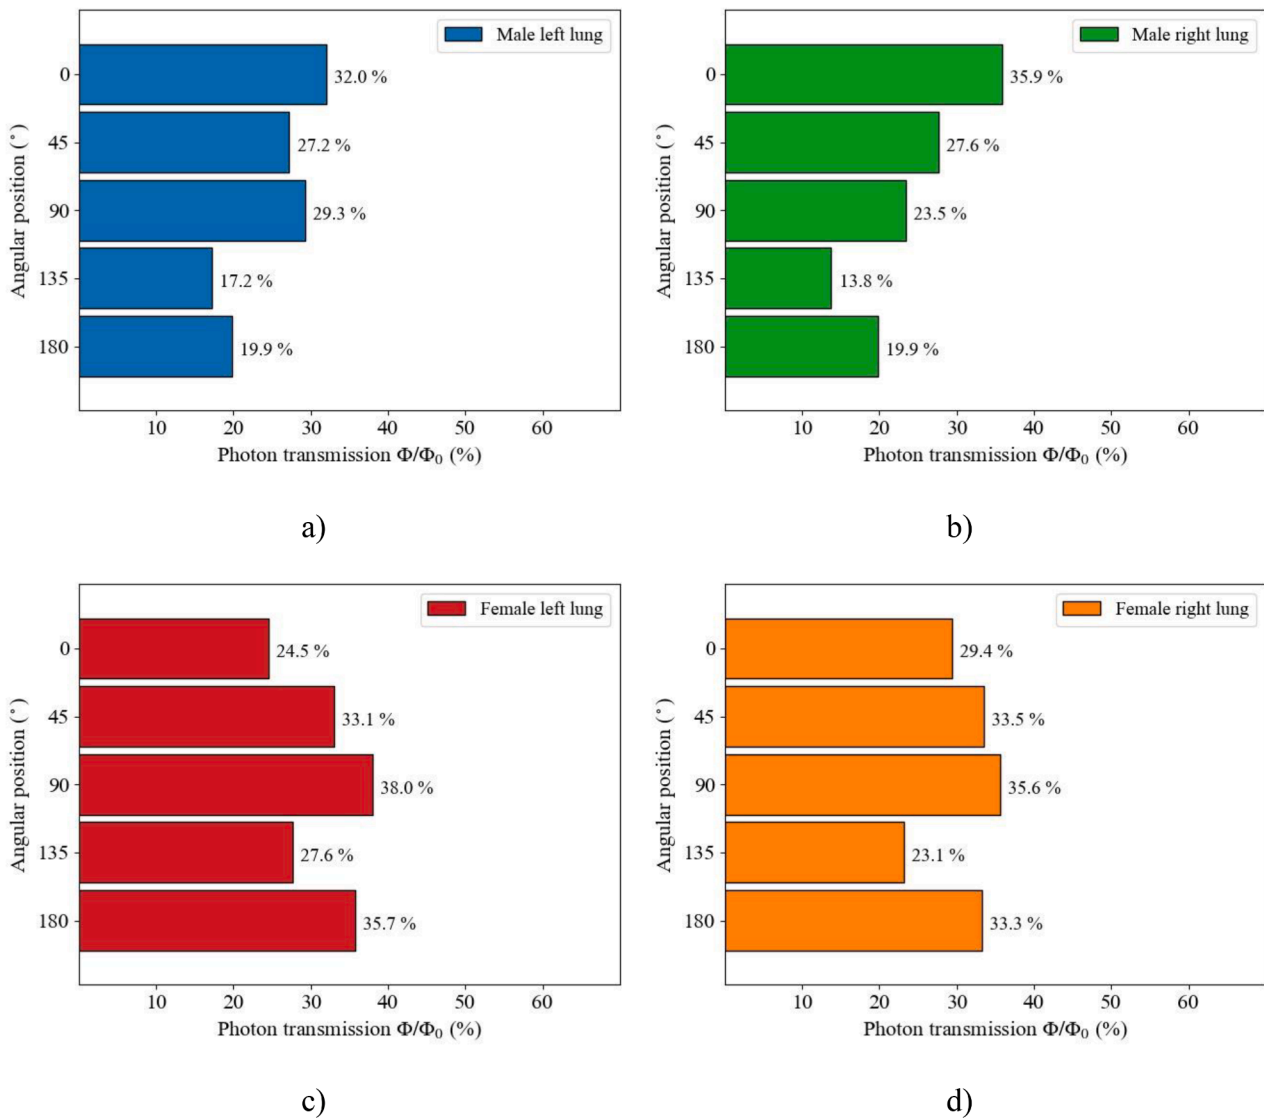 Male left lung
0
32.0 %
45
27.2 %
90
29.3 %
135
17.2 %
180
19.9 %
Angular position (°)
10 20 30 40 50 60
Photon transmission Φ/Φ₀ (%)
a)
Male right lung
0
35.9 %
45
27.6 %
90
23.5 %
135
13.8 %
180
19.9 %
Angular position (°)
10 20 30 40 50 60
Photon transmission Φ/Φ₀ (%)
b)
Female left lung
0
24.5 %
45
33.1 %
90
38.0 %
135
27.6 %
180
35.7 %
Angular position (°)
10 20 30 40 50 60
Photon transmission Φ/Φ₀ (%)
c)
Female right lung
0
29.4 %
45
33.5 %
90
35.6 %
135
23.1 %
180
33.3 %
Angular position (°)
10 20 30 40 50 60
Photon transmission Φ/Φ₀ (%)
d)